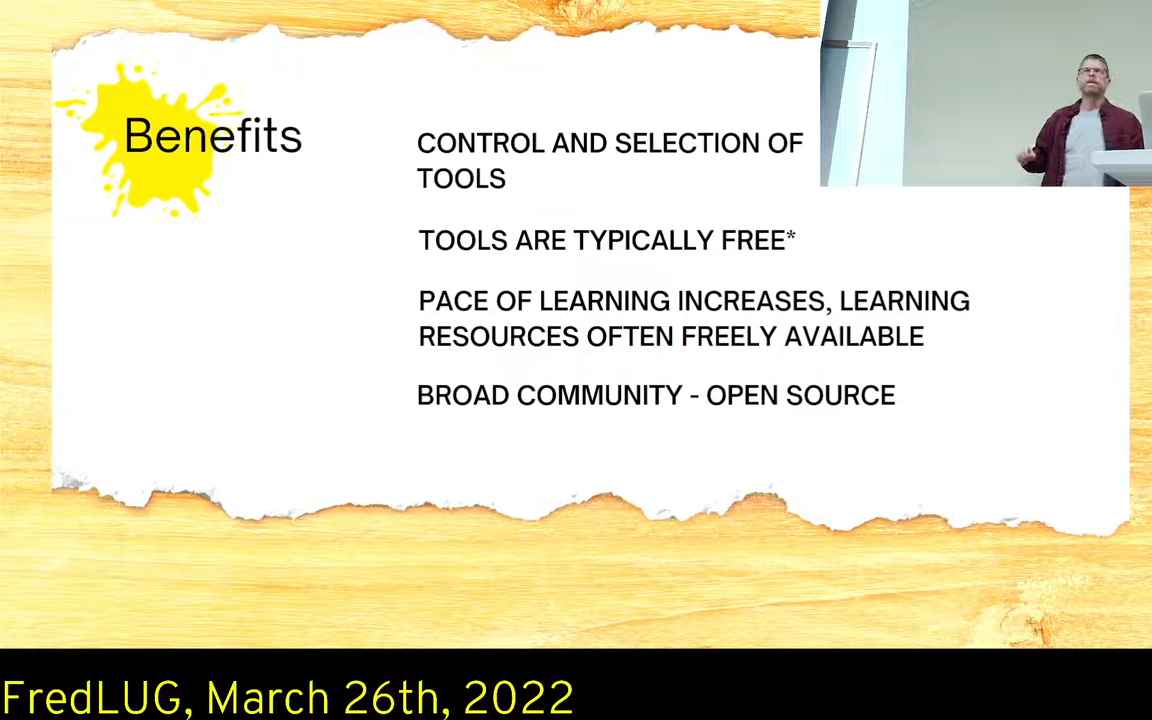 Benefits
CONTROL AND SELECTION OF
TOOLS
TOOLS ARE TYPICALLY FREE*
PACE OF LEARNING INCREASES, LEARNING
RESOURCES OFTEN FREELY AVAILABLE
BROAD COMMUNITY - OPEN SOURCE
FredLUG, March 26th, 2022